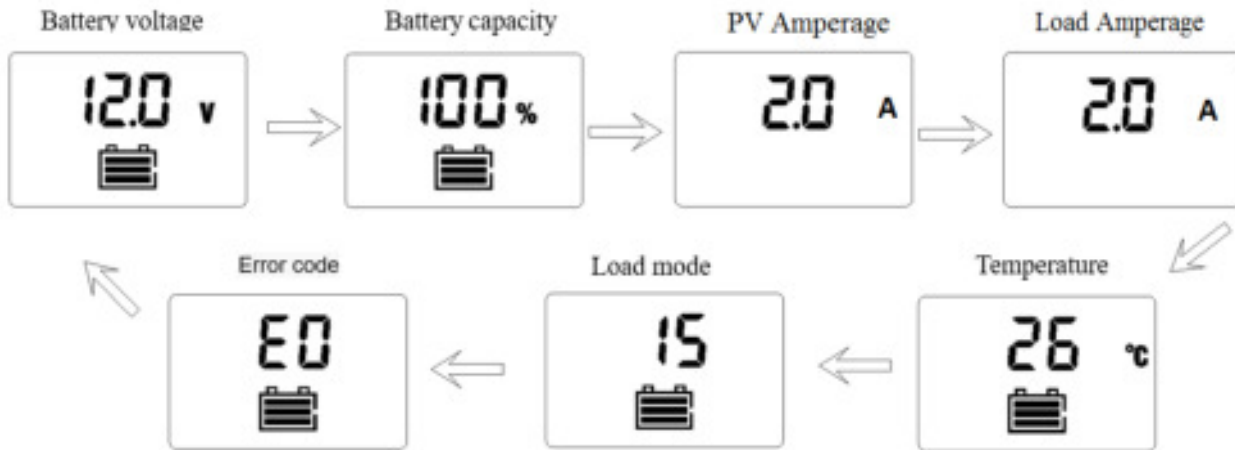 Battery voltage
12.0 V
Battery capacity
100 %
PV Amperage
2.0 A
Load Amperage
2.0 A
Temperature
26 ℃
Load mode
15
Error code
E0